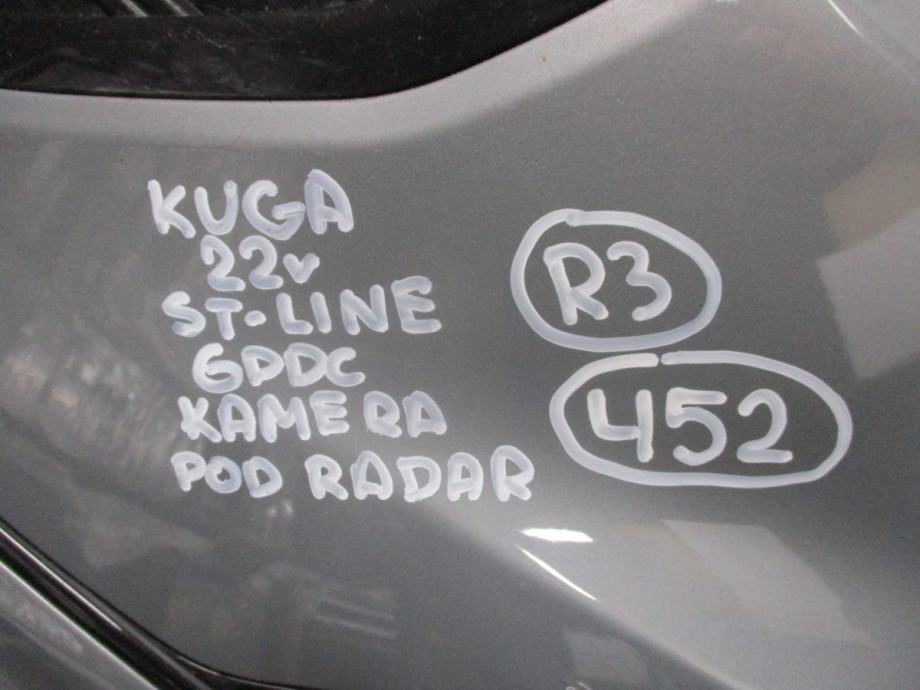 KUGA
22v
ST-LINE
6PDC
KAMERA
POD RADAR
R3
452